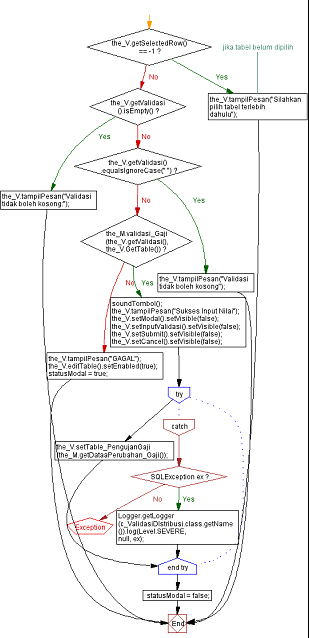 the_V.getSelectedRow()
== -1 ?
jika tabel belum dipilih
No
Yes
the_V.getValidasi
().isEmpty() ?
the_V.tampilPesan("Silahkan
pilih tabel terlebih
dahulu");
Yes
No
the_V.getValidasi()
.equalsIgnoreCase(" ") ?
the_V.tampilPesan("Validasi
tidak boleh kosong");
No
Yes
the_M.validasi_Gaji
(the_V.getValidasi(),
the_V.GetTable()) ?
the_V.tampilPesan("Validasi
tidak boleh kosong");
No
Yes
soundTombol();
the_V.tampilPesan("Sukses Input Nilai");
the_V.setModal().setVisible(false);
the_V.setInputValidasi().setVisible(false);
the_V.setSubmit().setVisible(false);
the_V.setCancel().setVisible(false);
the_V.tampilPesan("GAGAL");
the_V.editTable().setEnabled(true);
statusModal = true;
try
catch
the_V.setTable_PengujanGaji
(the_M.getDataaPerubahan_Gaji());
SQLException ex ?
No
Yes
Exception
Logger.getLogger
(c_ValidasiDistribusi.class.getName
()).log(Level.SEVERE,
null, ex);
end try
statusModal = false;
End